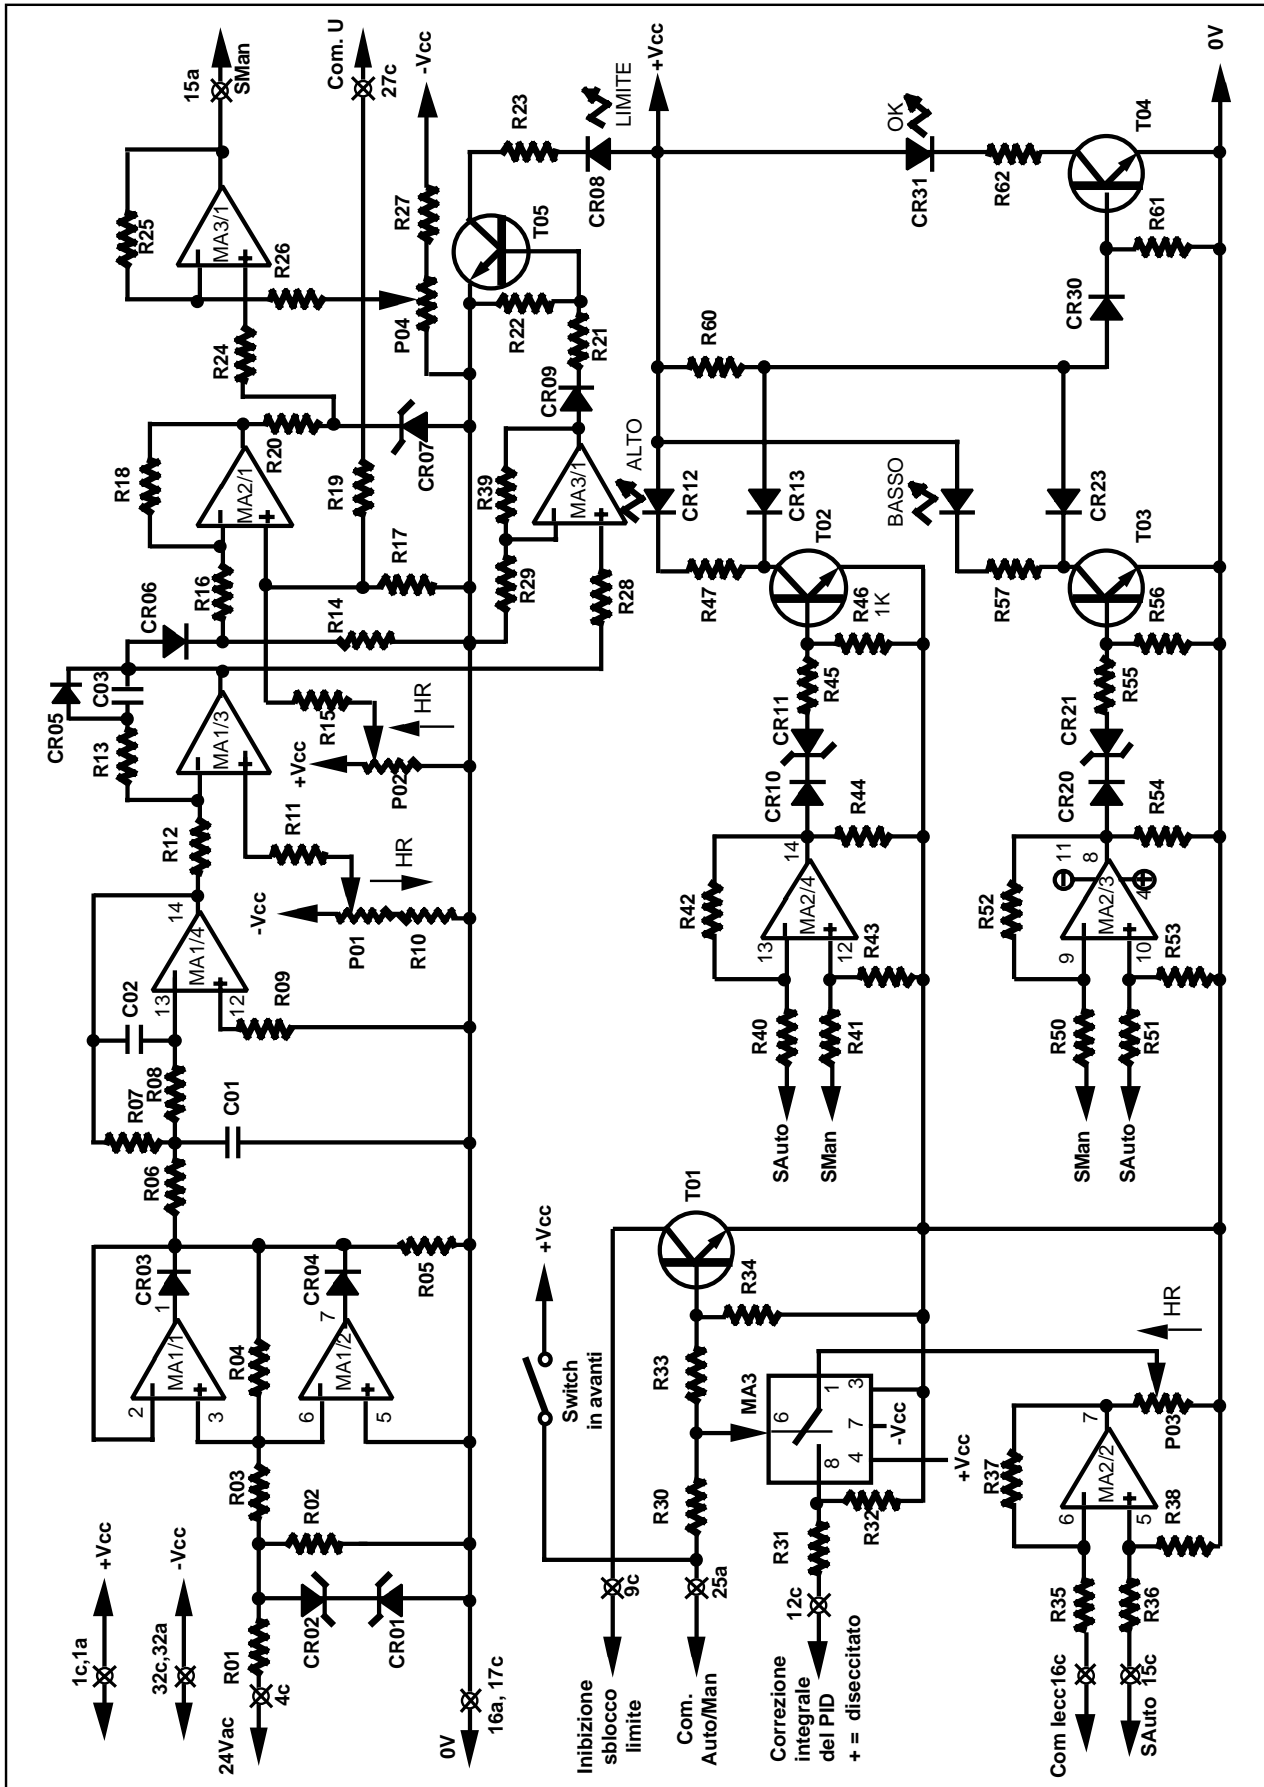 1c,1a
+Vcc
32c,32a
-Vcc
24Vac
4c
R01
CR02
CR01
R02
R03
0V
16a, 17c
2
3
MA1/1
1
CR03
R04
6
5
MA1/2
7
CR04
R05
R06
R07
R08
C01
C02
13
12
MA1/4
14
R09
R12
-Vcc
P01
R10
HR
R11
R13
C03
CR05
MA1/3
+Vcc
P02
HR
R15
CR06
R14
R16
R18
MA2/1
R17
R19
R20
CR07
R24
R25
MA3/1
R26
15a
SMan
Com. U
27c
-Vcc
R27
P04
R28
R29
R39
MA3/1
CR09
R21
R22
T05
R23
CR08
LIMITE
+Vcc
Inibizione
sblocco
limite
9c
Switch
in avanti
+Vcc
Com.
Auto/Man
25a
R30
R33
R34
T01
Correzione
integrale
del PID
+ = diseccitato
12c
R31
R32
MA3
6
8
1
4
7
3
-Vcc
+Vcc
Com lecc16c
SAuto 15c
R35
R36
R37
R38
6
5
MA2/2
7
P03
HR
SAuto
SMan
R40
R41
R42
R43
13
12
MA2/4
14
R44
CR10
CR11
R45
R46
1K
T02
R47
CR12
ALTO
CR13
R60
SMan
SAuto
R50
R51
R52
R53
9
10
MA2/3
11
8
4
R54
CR20
CR21
R55
R56
T03
R57
BASSO
CR23
CR30
R61
T04
R62
CR31
OK
0V